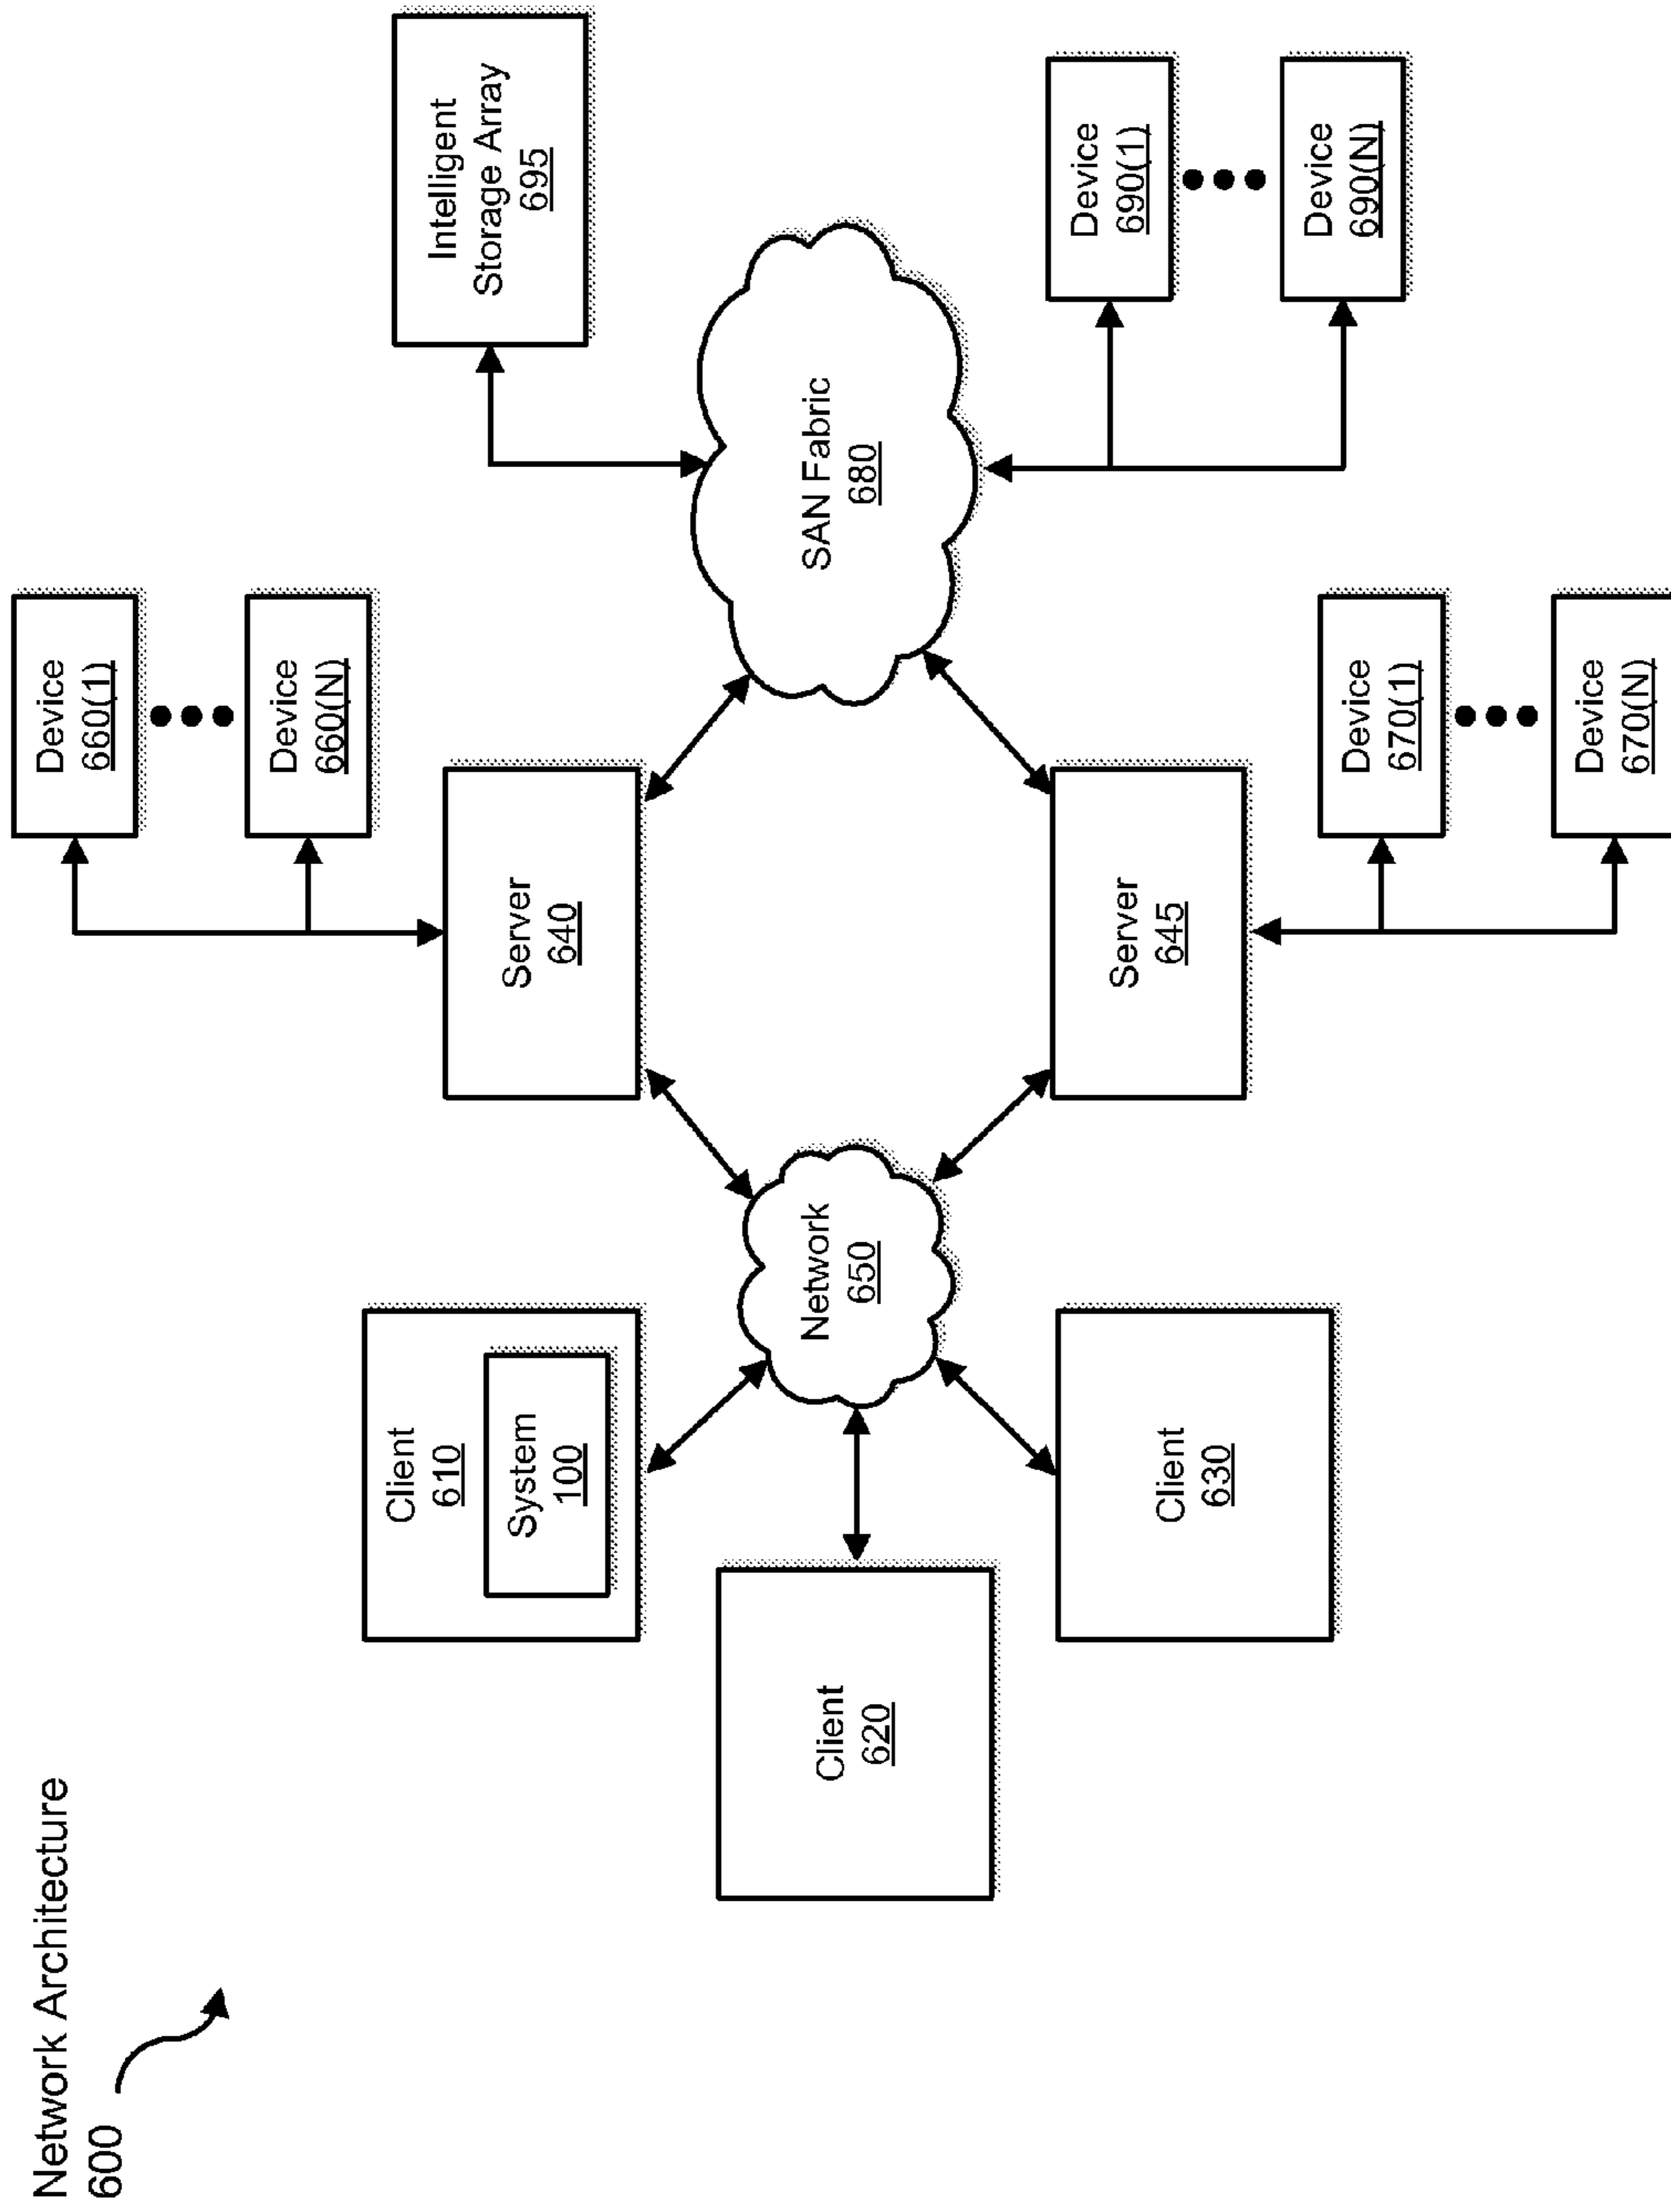 Network Architecture
600
Device
660(1)
Device
660(N)
Intelligent
Storage Array
695
Client
610
System
100
Server
640
Client
620
Network
650
SAN Fabric
680
Client
630
Server
645
Device
690(1)
Device
690(N)
Device
670(1)
Device
670(N)